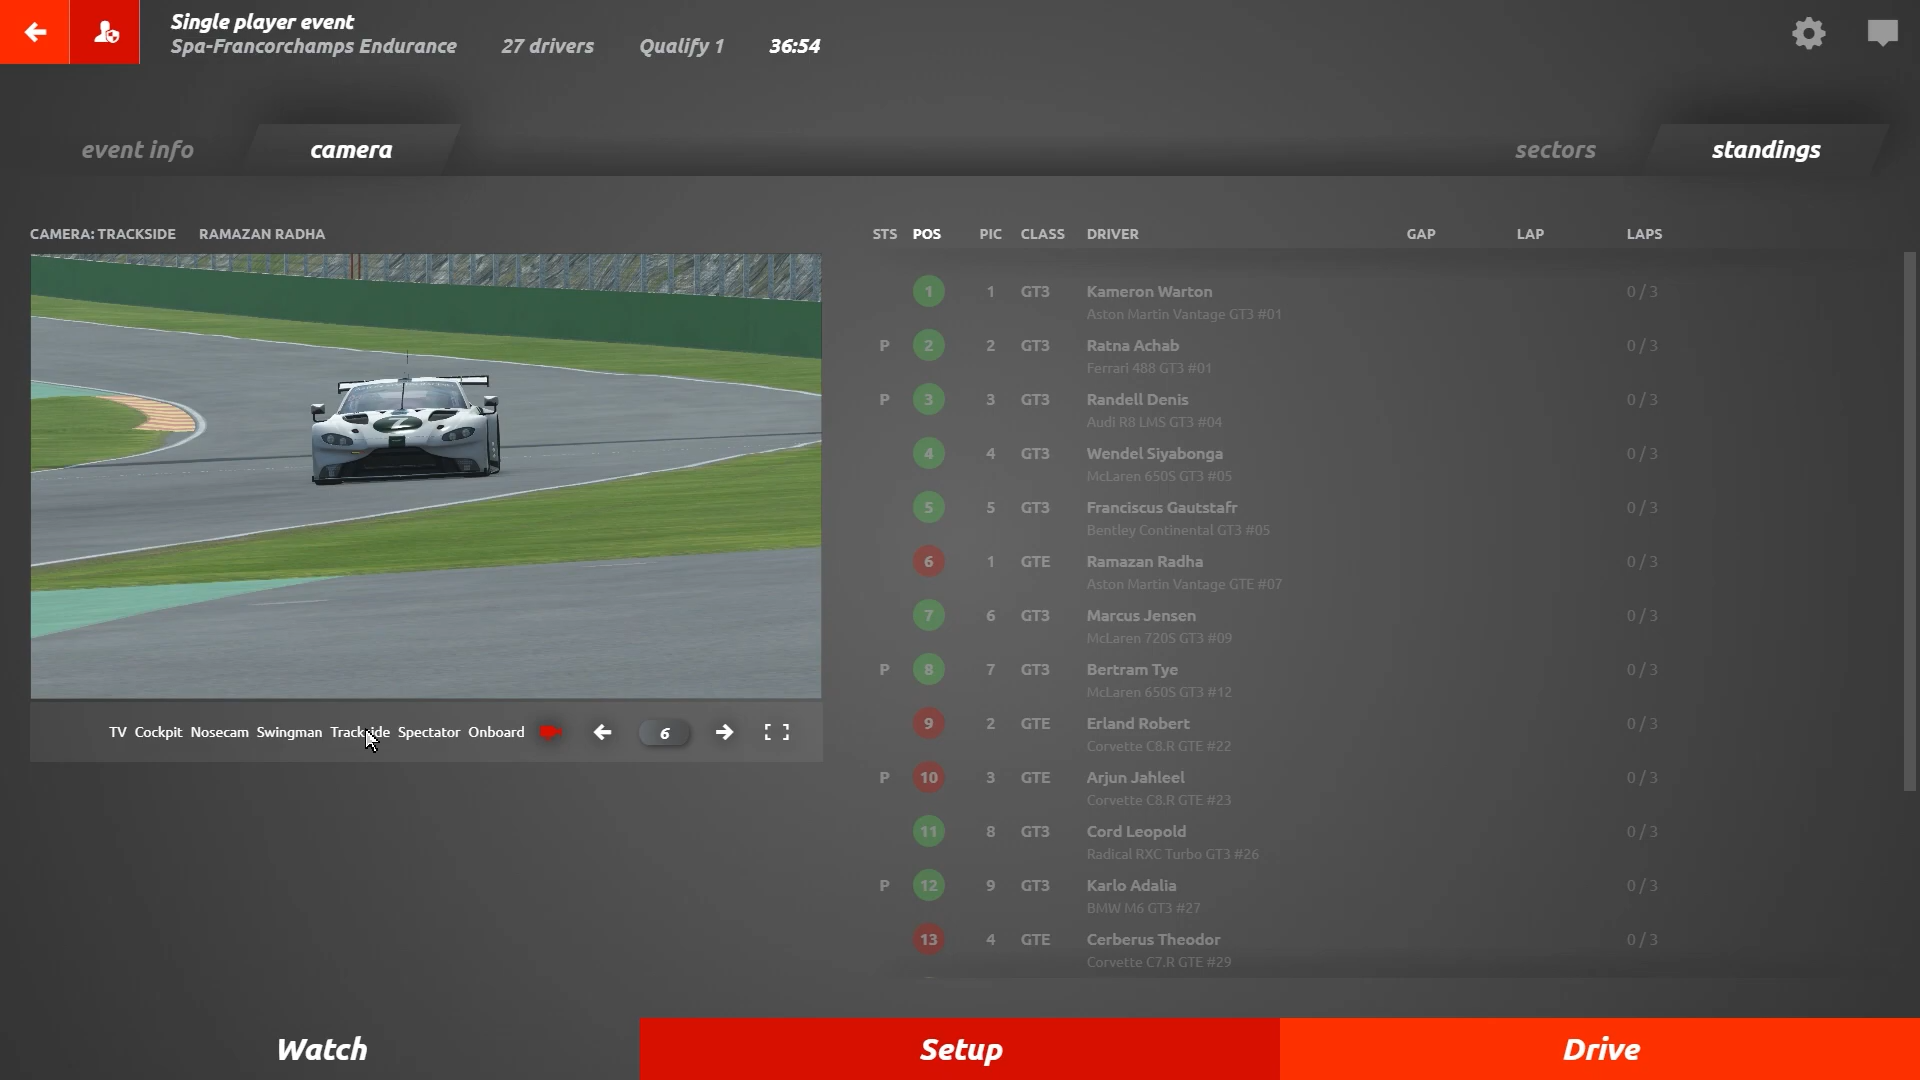 Single player event
Spa-Francorchamps Endurance 27 drivers Qualify 1 36:54
event info camera sectors standings
CAMERA: TRACKSIDE RAMAZAN RADHA
STS POS PIC CLASS DRIVER GAP LAP LAPS
1 1 GT3 Kameron Warton 0 / 3
Aston Martin Vantage GT3 #01
P 2 2 GT3 Ratna Achab 0 / 3
Ferrari 488 GT3 #01
P 3 3 GT3 Randell Denis 0 / 3
Audi R8 LMS GT3 #04
4 4 GT3 Wendel Siyabonga 0 / 3
McLaren 650S GT3 #05
5 5 GT3 Franciscus Gautstafr 0 / 3
Bentley Continental GT3 #05
6 1 GTE Ramazan Radha 0 / 3
Aston Martin Vantage GTE #07
7 6 GT3 Marcus Jensen 0 / 3
McLaren 720S GT3 #09
P 8 7 GT3 Bertram Tye 0 / 3
McLaren 650S GT3 #12
9 2 GTE Erland Robert 0 / 3
Corvette C8.R GTE #22
P 10 3 GTE Arjun Jahleel 0 / 3
Corvette C8.R GTE #23
11 8 GT3 Cord Leopold 0 / 3
Radical RXC Turbo GT3 #26
P 12 9 GT3 Karlo Adalia 0 / 3
BMW M6 GT3 #27
13 4 GTE Cerberus Theodor 0 / 3
Corvette C7.R GTE #29
TV Cockpit Nosecam Swingman Trackside Spectator Onboard 6
Watch Setup Drive